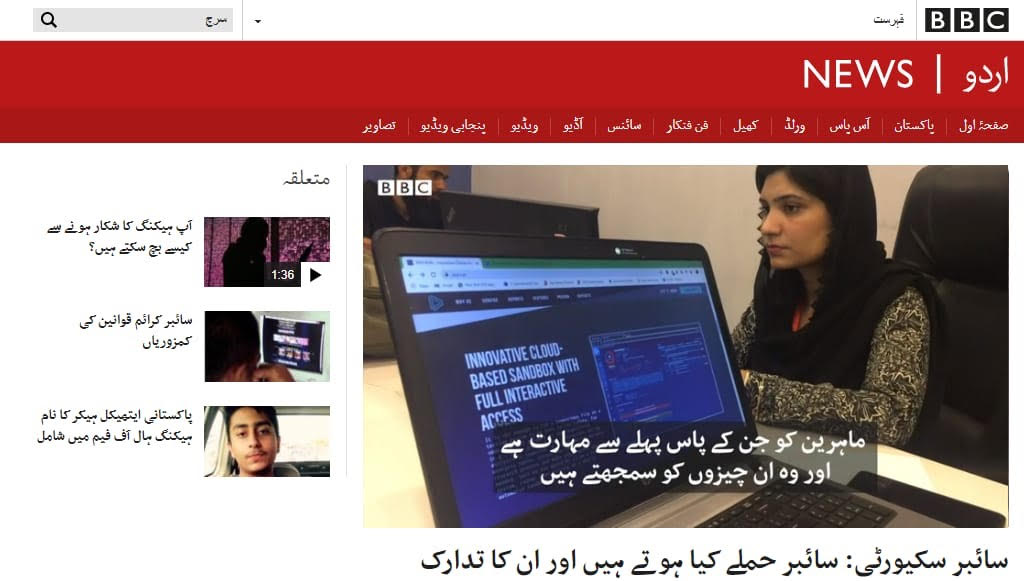 BBC
فہرست
سرچ
اردو | NEWS
صفحۂ اول
پاکستان
آس پاس
ورلڈ
کھیل
فن فنکار
سائنس
آڈیو
ویڈیو
پنجابی ویڈیو
تصاویر
BBC
INNOVATIVE CLOUD-
BASED SANDBOX WITH
FULL INTERACTIVE
ACCESS
ماہرین کو جن کے پاس پہلے سے مہارت ہے
اور وہ ان چیزوں کو سمجھتے ہیں
سائبر سکیورٹی: سائبر حملے کیا ہوتے ہیں اور ان کا تدارک
متعلقہ
آپ ہیکنگ کا شکار ہونے سے
کیسے بچ سکتے ہیں؟
1:36
سائبر کرائم قوانین کی
کمزوریاں
پاکستانی ایتھیکل ہیکر کا نام
ہیکنگ ہال آف فیم میں شامل